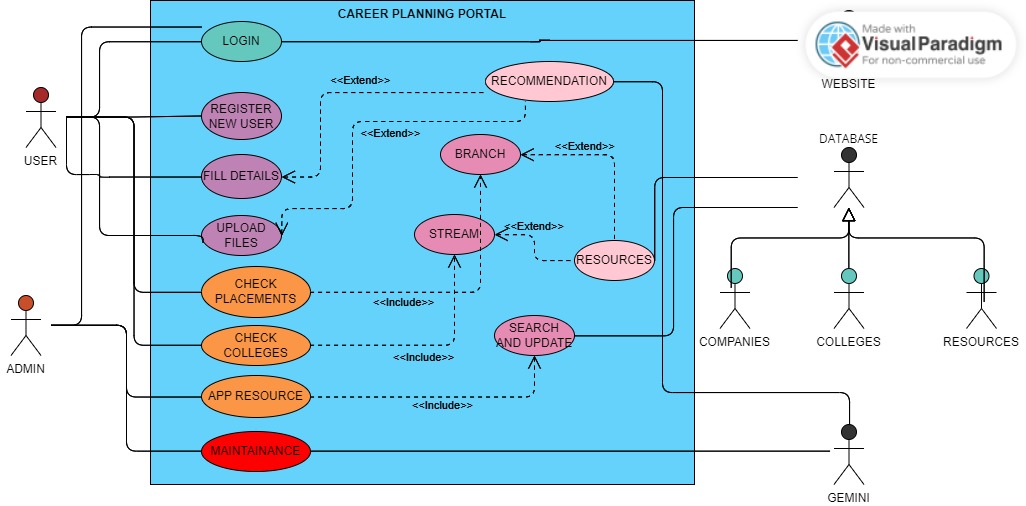 CAREER PLANNING PORTAL
Made with
Visual Paradigm
For non-commercial use
LOGIN
WEBSITE
<<Extend>>
RECOMMENDATION
REGISTER
NEW USER
USER
<<Extend>>
DATABASE
BRANCH
<<Extend>>
FILL DETAILS
UPLOAD
FILES
STREAM
<<Extend>>
RESOURCES
CHECK
PLACEMENTS
<<Include>>
ADMIN
CHECK
COLLEGES
<<Include>>
SEARCH
AND UPDATE
COMPANIES
COLLEGES
RESOURCES
APP RESOURCE
<<Include>>
MAINTAINANCE
GEMINI